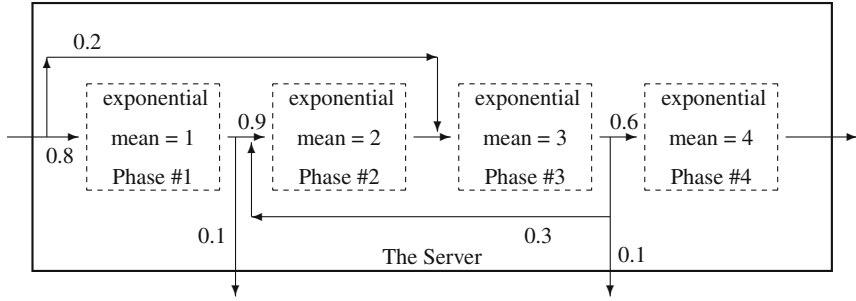 0.2
exponential exponential exponential exponential
0.9 0.6
mean = 1 mean = 2 mean = 3 mean = 4
0.8
Phase #1 Phase #2 Phase #3 Phase #4
0.1 0.3
The Server 0.1